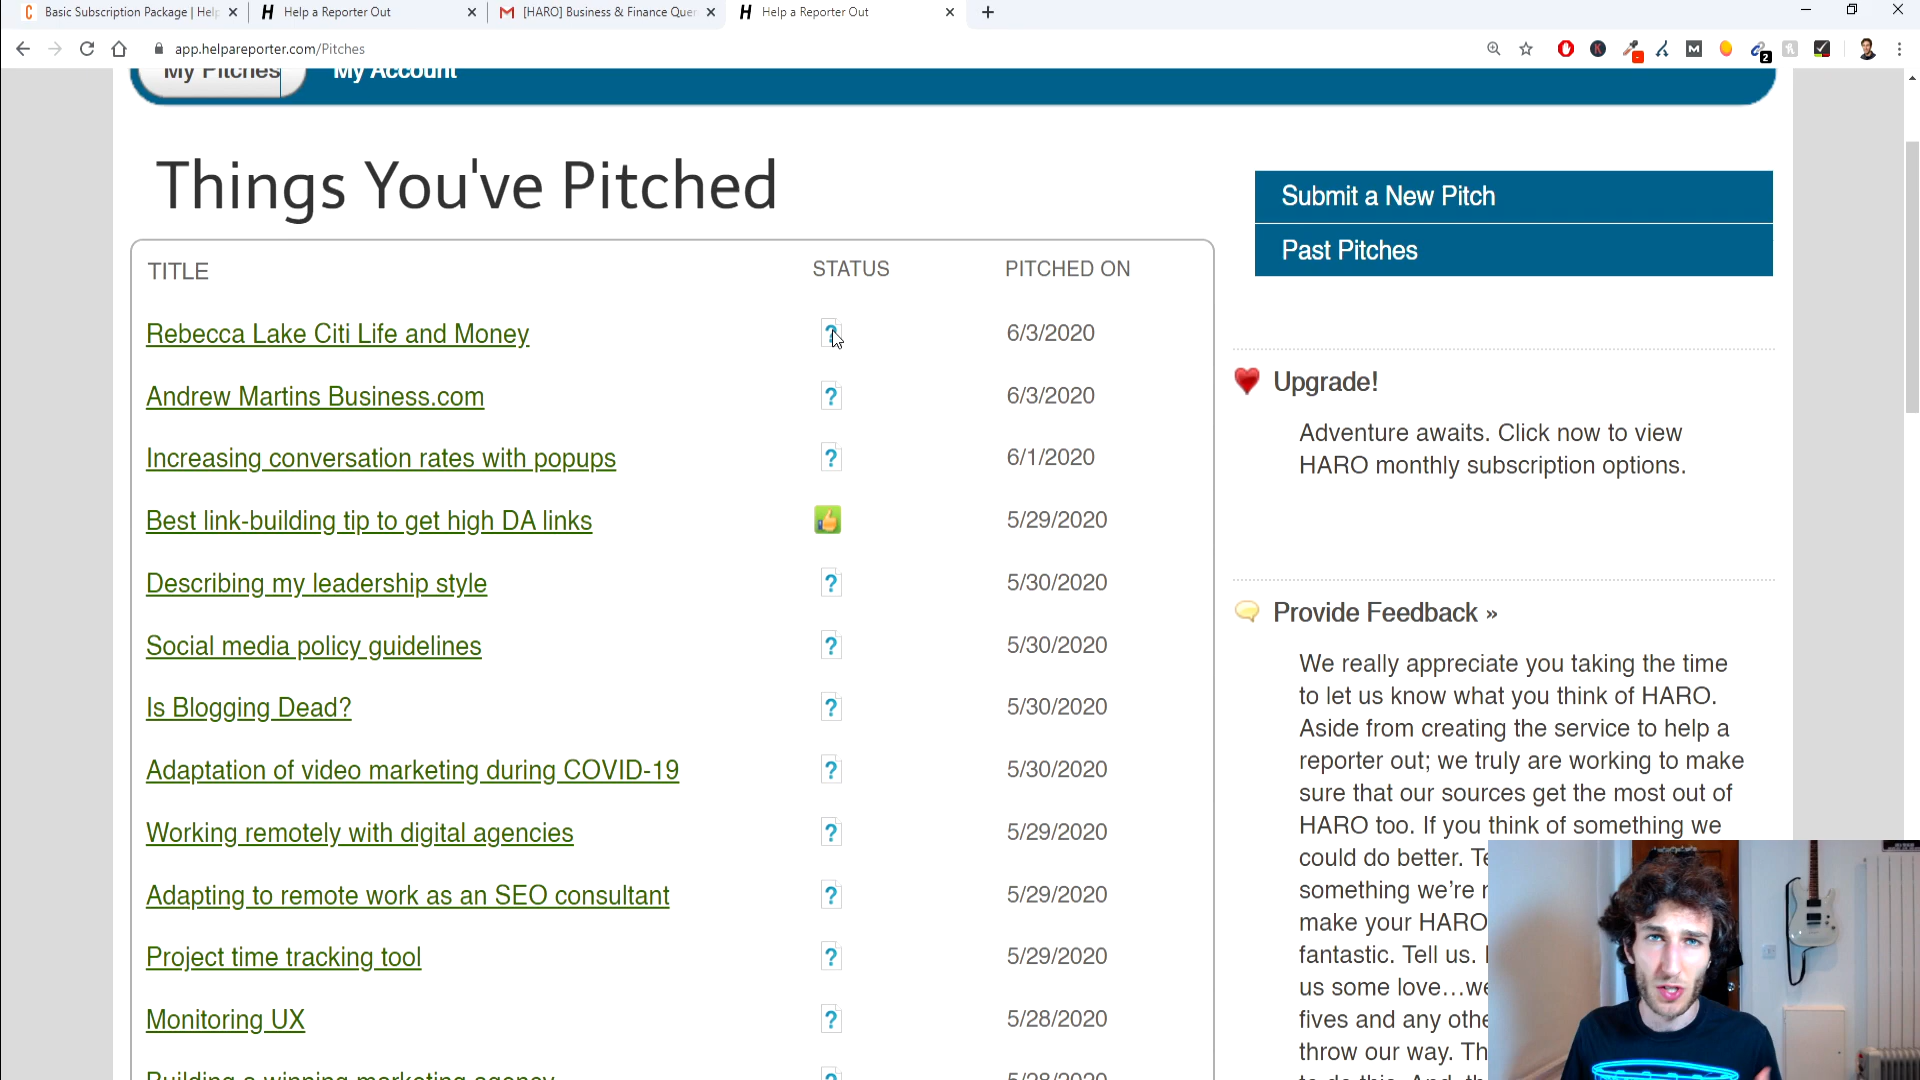 Basic Subscription Package | Help
Help a Reporter Out
[HARO] Business & Finance Quer
Help a Reporter Out
app.helpareporter.com/Pitches
My Pitches
My Account
Things You've Pitched
Submit a New Pitch
Past Pitches
TITLE STATUS PITCHED ON
Rebecca Lake Citi Life and Money ? 6/3/2020
Andrew Martins Business.com ? 6/3/2020
Increasing conversation rates with popups ? 6/1/2020
Best link-building tip to get high DA links 5/29/2020
Describing my leadership style ? 5/30/2020
Social media policy guidelines ? 5/30/2020
Is Blogging Dead? ? 5/30/2020
Adaptation of video marketing during COVID-19 ? 5/30/2020
Working remotely with digital agencies ? 5/29/2020
Adapting to remote work as an SEO consultant ? 5/29/2020
Project time tracking tool ? 5/29/2020
Monitoring UX ? 5/28/2020
Building a winning marketing agency ? 5/28/2020
Upgrade!
Adventure awaits. Click now to view
HARO monthly subscription options.
Provide Feedback »
We really appreciate you taking the time
to let us know what you think of HARO.
Aside from creating the service to help a
reporter out; we truly are working to make
sure that our sources get the most out of
HARO too. If you think of something we
could do better. Te
something we're
make your HARO
fantastic. Tell us.
us some love…we
fives and any othe
throw our way. Th